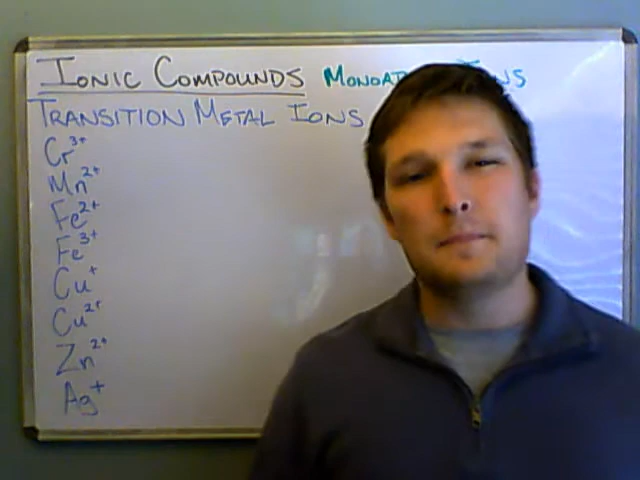 IONIC COMPOUNDS
TRANSITION METAL IONS
Cr³⁺
Mn²⁺
Fe²⁺
Fe³⁺
Cu⁺
Cu²⁺
Zn²⁺
Ag⁺